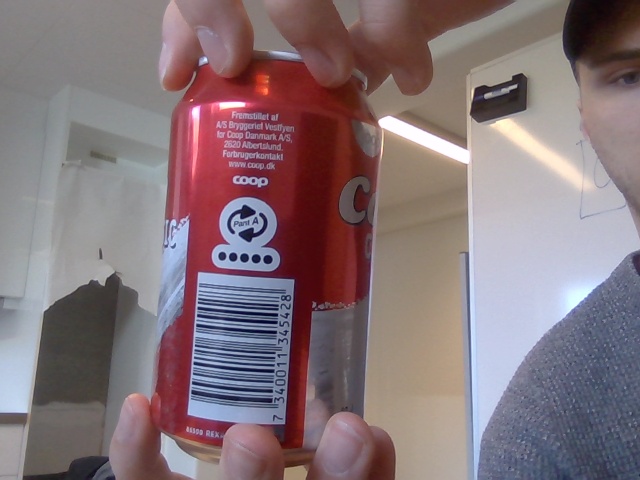 Fremstillet af
A/S Bryggeriet Vestfyen
for Coop Danmark A/S,
2620 Albertslund.
Forbrugerkontakt
www.coop.dk
coop
Pant A
7 340011 345428